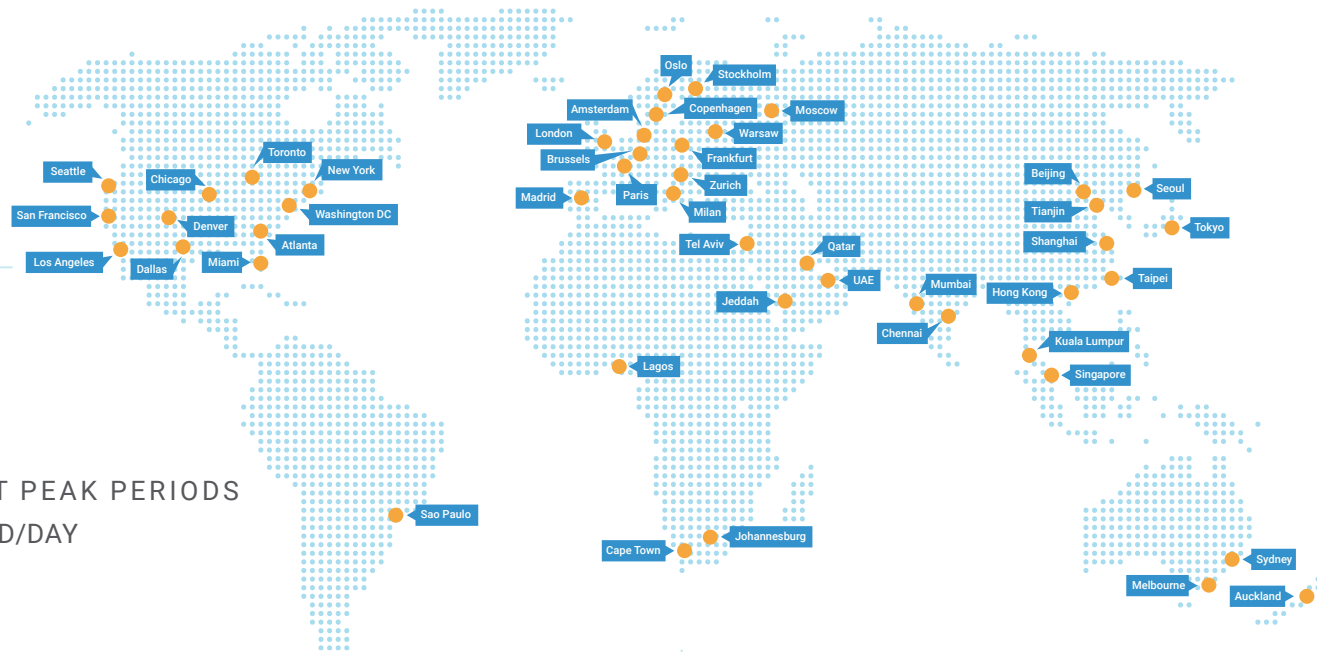 Oslo
Stockholm
Amsterdam
Copenhagen
Moscow
London
Warsaw
Brussels
Frankfurt
Toronto
New York
Seattle
Chicago
Paris
Zurich
Madrid
Milan
San Francisco
Denver
Washington DC
Los Angeles
Dallas
Miami
Atlanta
Tel Aviv
Qatar
UAE
Jeddah
Beijing
Seoul
Tianjin
Tokyo
Shanghai
Taipei
Mumbai
Hong Kong
Chennai
Kuala Lumpur
Singapore
Lagos
T PEAK PERIODS
D/DAY
Sao Paulo
Cape Town
Johannesburg
Sydney
Melbourne
Auckland